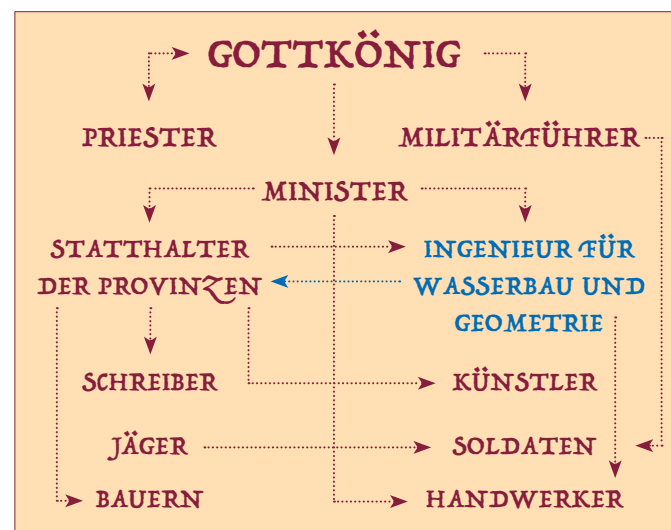 GOTTKÖNIG
PRIESTER
MILITÄRFÜHRER
MINISTER
STATTHALTER
DER PROVINZEN
INGENIEUR FÜR
WASSERBAU UND
GEOMETRIE
SCHREIBER
KÜNSTLER
JÄGER
SOLDATEN
BAUERN
HANDWERKER